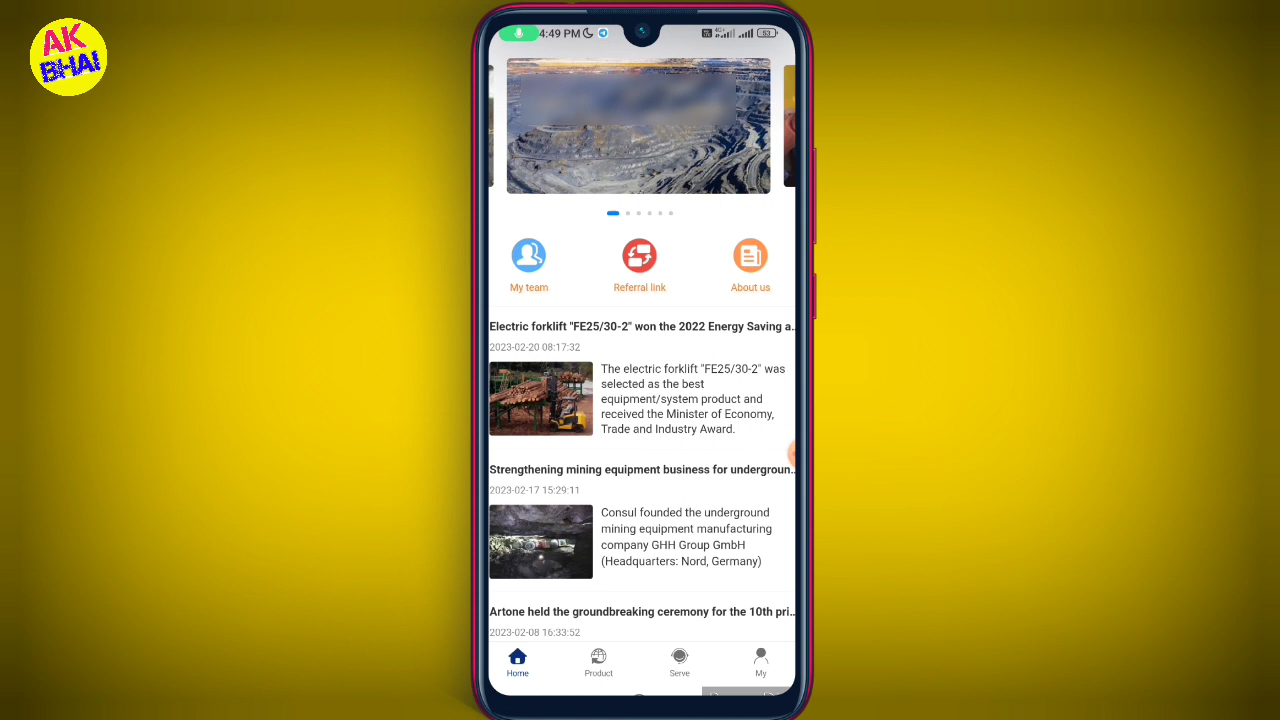 AK
BHAI
4:49 PM
4G+
53
My team
Referral link
About us
Electric forklift "FE25/30-2" won the 2022 Energy Saving a..
2023-02-20 08:17:32
The electric forklift "FE25/30-2" was
selected as the best
equipment/system product and
received the Minister of Economy,
Trade and Industry Award.
Strengthening mining equipment business for undergroun..
2023-02-17 15:29:11
Consul founded the underground
mining equipment manufacturing
company GHH Group GmbH
(Headquarters: Nord, Germany)
Artone held the groundbreaking ceremony for the 10th pri..
2023-02-08 16:33:52
Home
Product
Serve
My